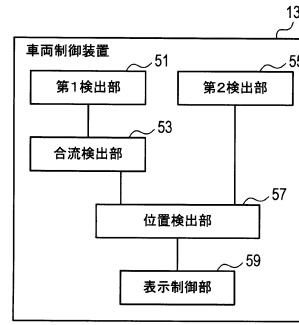 13
車両制御装置
51
第1検出部
55
第2検出部
53
合流検出部
57
位置検出部
59
表示制御部